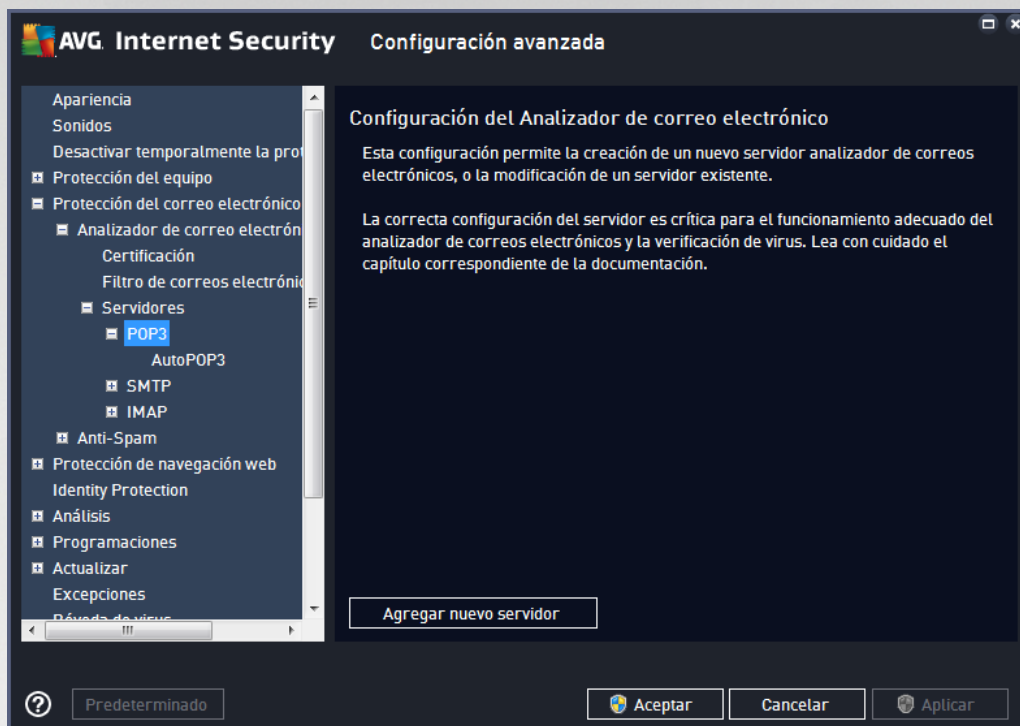 AVG. Internet Security Configuración avanzada
Apariencia
Sonidos
Desactivar temporalmente la prot
Protección del equipo
Protección del correo electrónico
Analizador de correo electrón
Certificación
Filtro de correos electrónic
Servidores
POP3
AutoPOP3
SMTP
IMAP
Anti-Spam
Protección de navegación web
Identity Protection
Análisis
Programaciones
Actualizar
Excepciones
Bóveda de virus
Configuración del Analizador de correo electrónico
Esta configuración permite la creación de un nuevo servidor analizador de correos
electrónicos, o la modificación de un servidor existente.
La correcta configuración del servidor es crítica para el funcionamiento adecuado del
analizador de correos electrónicos y la verificación de virus. Lea con cuidado el
capítulo correspondiente de la documentación.
Agregar nuevo servidor
Predeterminado
Aceptar
Cancelar
Aplicar